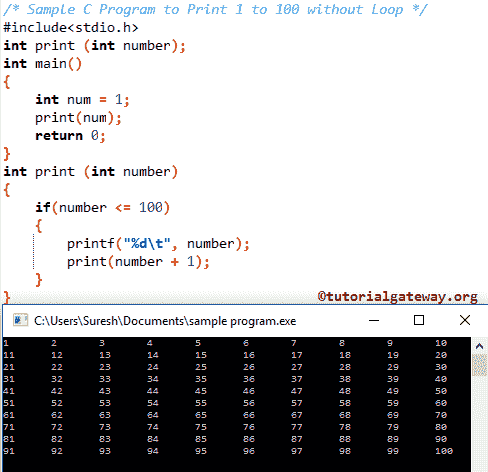 /* Sample C Program to Print 1 to 100 without Loop */
#include<stdio.h>
int print (int number);
int main()
{
    int num = 1;
    print(num);
    return 0;
}
int print (int number)
{
    if(number <= 100)
    {
        printf("%d\t", number);
        print(number + 1);
    }
}
©tutorialgateway.org
C:\Users\Suresh\Documents\sample program.exe
1 2 3 4 5 6 7 8 9 10
11 12 13 14 15 16 17 18 19 20
21 22 23 24 25 26 27 28 29 30
31 32 33 34 35 36 37 38 39 40
41 42 43 44 45 46 47 48 49 50
51 52 53 54 55 56 57 58 59 60
61 62 63 64 65 66 67 68 69 70
71 72 73 74 75 76 77 78 79 80
81 82 83 84 85 86 87 88 89 90
91 92 93 94 95 96 97 98 99 100